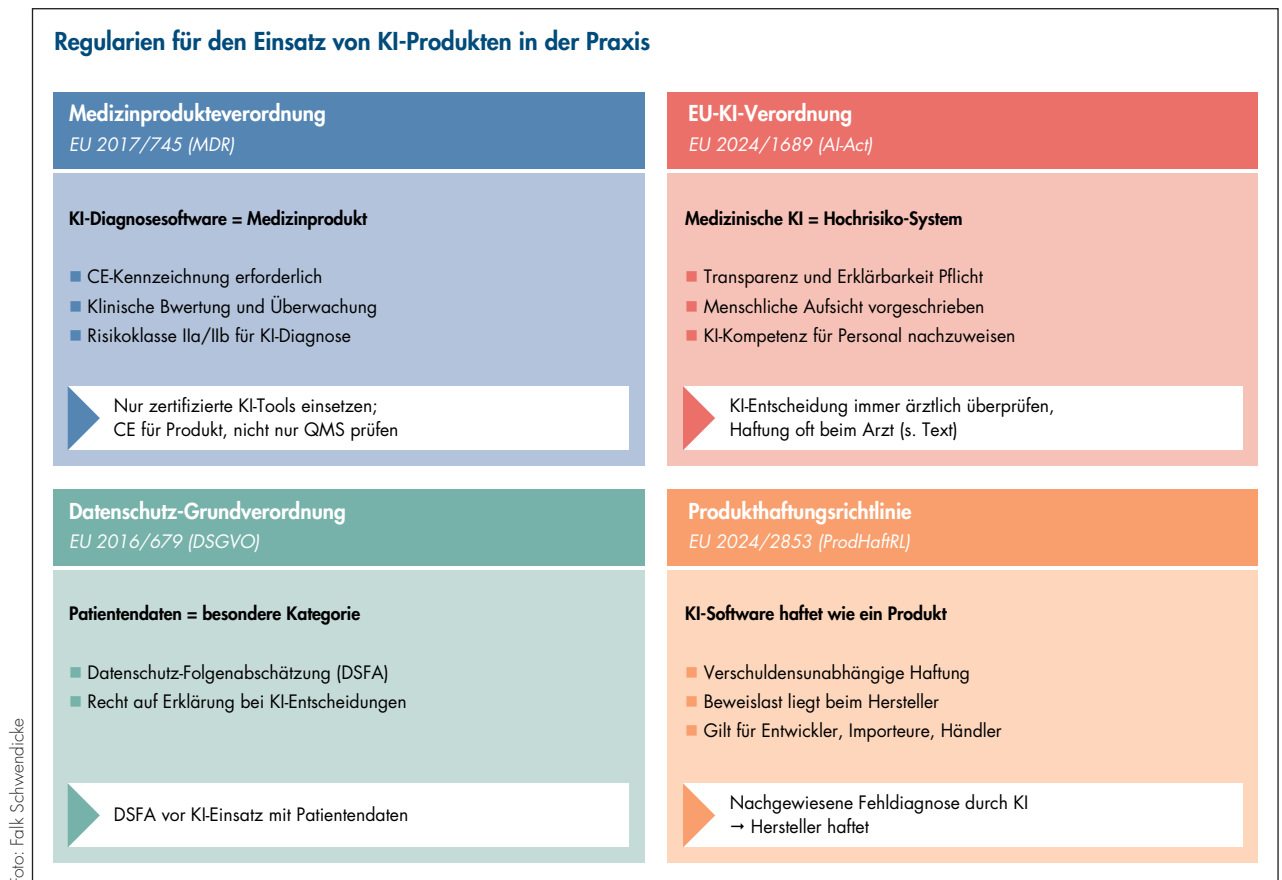 Regularien für den Einsatz von KI-Produkten in der Praxis
Medizinprodukteverordnung
EU 2017/745 (MDR)
KI-Diagnosesoftware = Medizinprodukt
CE-Kennzeichnung erforderlich
Klinische Bwertung und Überwachung
Risikoklasse IIa/IIb für KI-Diagnose
Nur zertifizierte KI-Tools einsetzen;
CE für Produkt, nicht nur QMS prüfen
EU-KI-Verordnung
EU 2024/1689 (AI-Act)
Medizinische KI = Hochrisiko-System
Transparenz und Erklärbarkeit Pflicht
Menschliche Aufsicht vorgeschrieben
KI-Kompetenz für Personal nachzuweisen
KI-Entscheidung immer ärztlich überprüfen,
Haftung oft beim Arzt (s. Text)
Datenschutz-Grundverordnung
EU 2016/679 (DSGVO)
Patientendaten = besondere Kategorie
Datenschutz-Folgenabschätzung (DSFA)
Recht auf Erklärung bei KI-Entscheidungen
DSFA vor KI-Einsatz mit Patientendaten
Produkthaftungsrichtlinie
EU 2024/2853 (ProdHaftRL)
KI-Software haftet wie ein Produkt
Verschuldensunabhängige Haftung
Beweislast liegt beim Hersteller
Gilt für Entwickler, Importeure, Händler
Nachgewiesene Fehldiagnose durch KI
→ Hersteller haftet
Foto: Falk Schwendicke